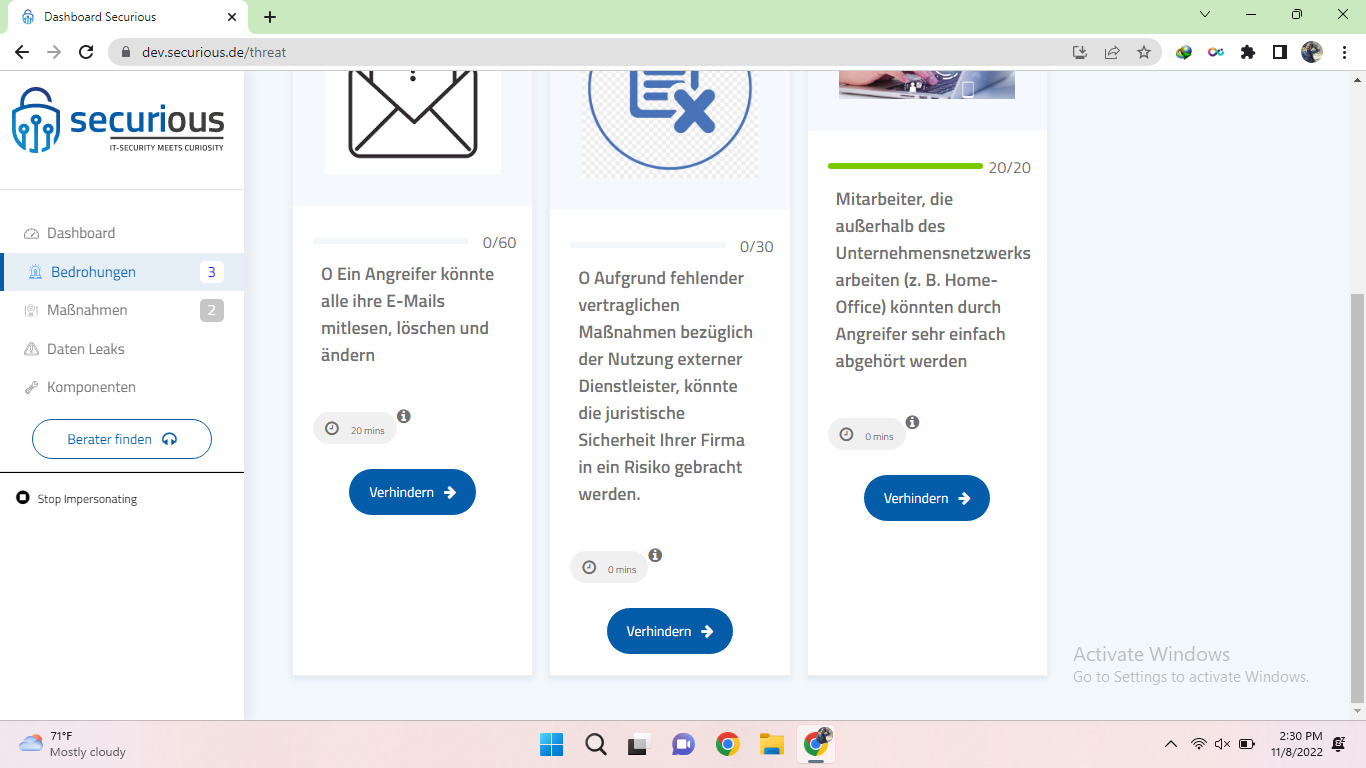 Dashboard Securious
dev.securious.de/threat
securious
IT-SECURITY MEETS CURIOSITY
Dashboard
Bedrohungen 3
Maßnahmen 2
Daten Leaks
Komponenten
Berater finden
Stop Impersonating
0/60
O Ein Angreifer könnte
alle ihre E-Mails
mitlesen, löschen und
ändern
20 mins
Verhindern
0/30
O Aufgrund fehlender
vertraglichen
Maßnahmen bezüglich
der Nutzung externer
Dienstleister, könnte
die juristische
Sicherheit Ihrer Firma
in ein Risiko gebracht
werden.
0 mins
Verhindern
20/20
Mitarbeiter, die
außerhalb des
Unternehmensnetzwerks
arbeiten (z. B. Home-
Office) könnten durch
Angreifer sehr einfach
abgehört werden
0 mins
Verhindern
Activate Windows
Go to Settings to activate Windows.
71°F
Mostly cloudy
2:30 PM
11/8/2022